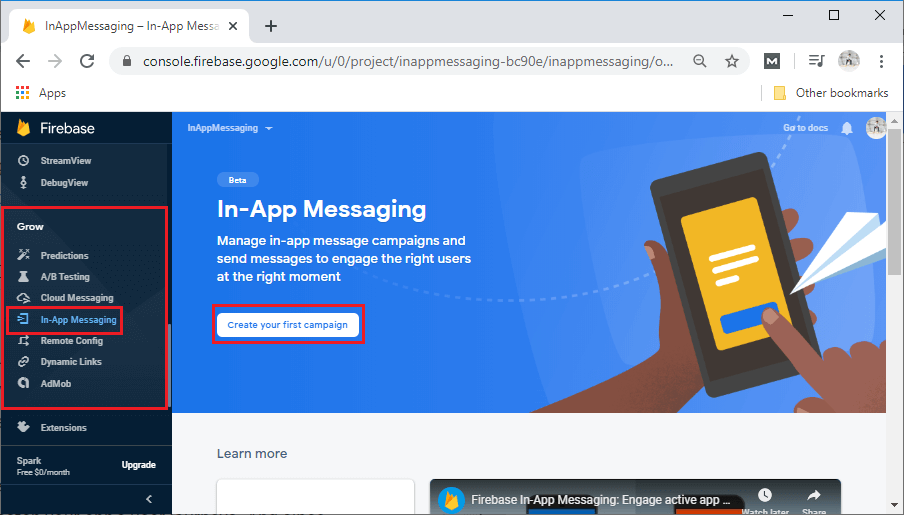 InAppMessaging – In-App Messa
console.firebase.google.com/u/0/project/inappmessaging-bc90e/inappmessaging/o...
M
Apps
Other bookmarks
Firebase
InAppMessaging
Go to docs
StreamView
DebugView
Grow
Predictions
A/B Testing
Cloud Messaging
In-App Messaging
Remote Config
Dynamic Links
AdMob
Extensions
Spark
Free $0/month
Upgrade
Beta
In-App Messaging
Manage in-app message campaigns and
send messages to engage the right users
at the right moment
Create your first campaign
Learn more
Firebase In-App Messaging: Engage active app ...
Watch later
Share